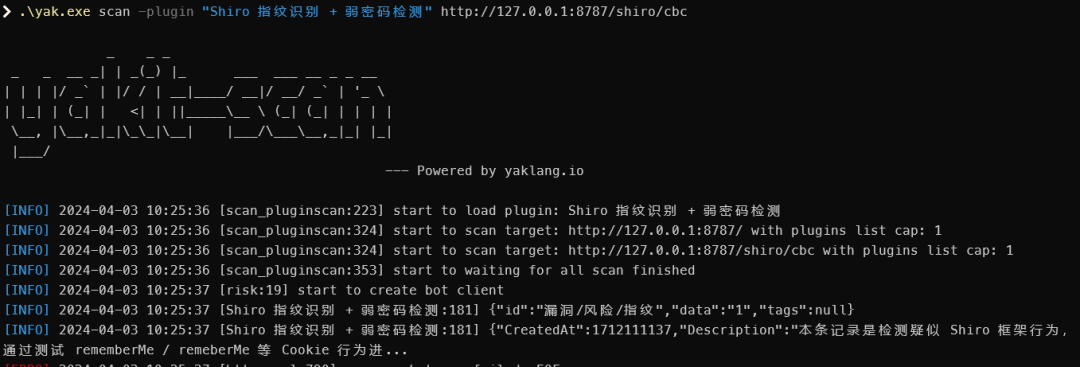 ❯ .\yak.exe scan -plugin "Shiro 指纹识别 + 弱密码检测" http://127.0.0.1:8787/shiro/cbc
yakit-scan
--- Powered by yaklang.io
[INFO] 2024-04-03 10:25:36 [scan_pluginscan:223] start to load plugin: Shiro 指纹识别 + 弱密码检测
[INFO] 2024-04-03 10:25:36 [scan_pluginscan:324] start to scan target: http://127.0.0.1:8787/ with plugins list cap: 1
[INFO] 2024-04-03 10:25:36 [scan_pluginscan:324] start to scan target: http://127.0.0.1:8787/shiro/cbc with plugins list cap: 1
[INFO] 2024-04-03 10:25:36 [scan_pluginscan:353] start to waiting for all scan finished
[INFO] 2024-04-03 10:25:37 [risk:19] start to create bot client
[INFO] 2024-04-03 10:25:37 [Shiro 指纹识别 + 弱密码检测:181] {"id":"漏洞/风险/指纹","data":"1","tags":null}
[INFO] 2024-04-03 10:25:37 [Shiro 指纹识别 + 弱密码检测:181] {"CreatedAt":1712111137,"Description":"本条记录是检测疑似 Shiro 框架行为,
通过测试 rememberMe / remeberMe 等 Cookie 行为进...